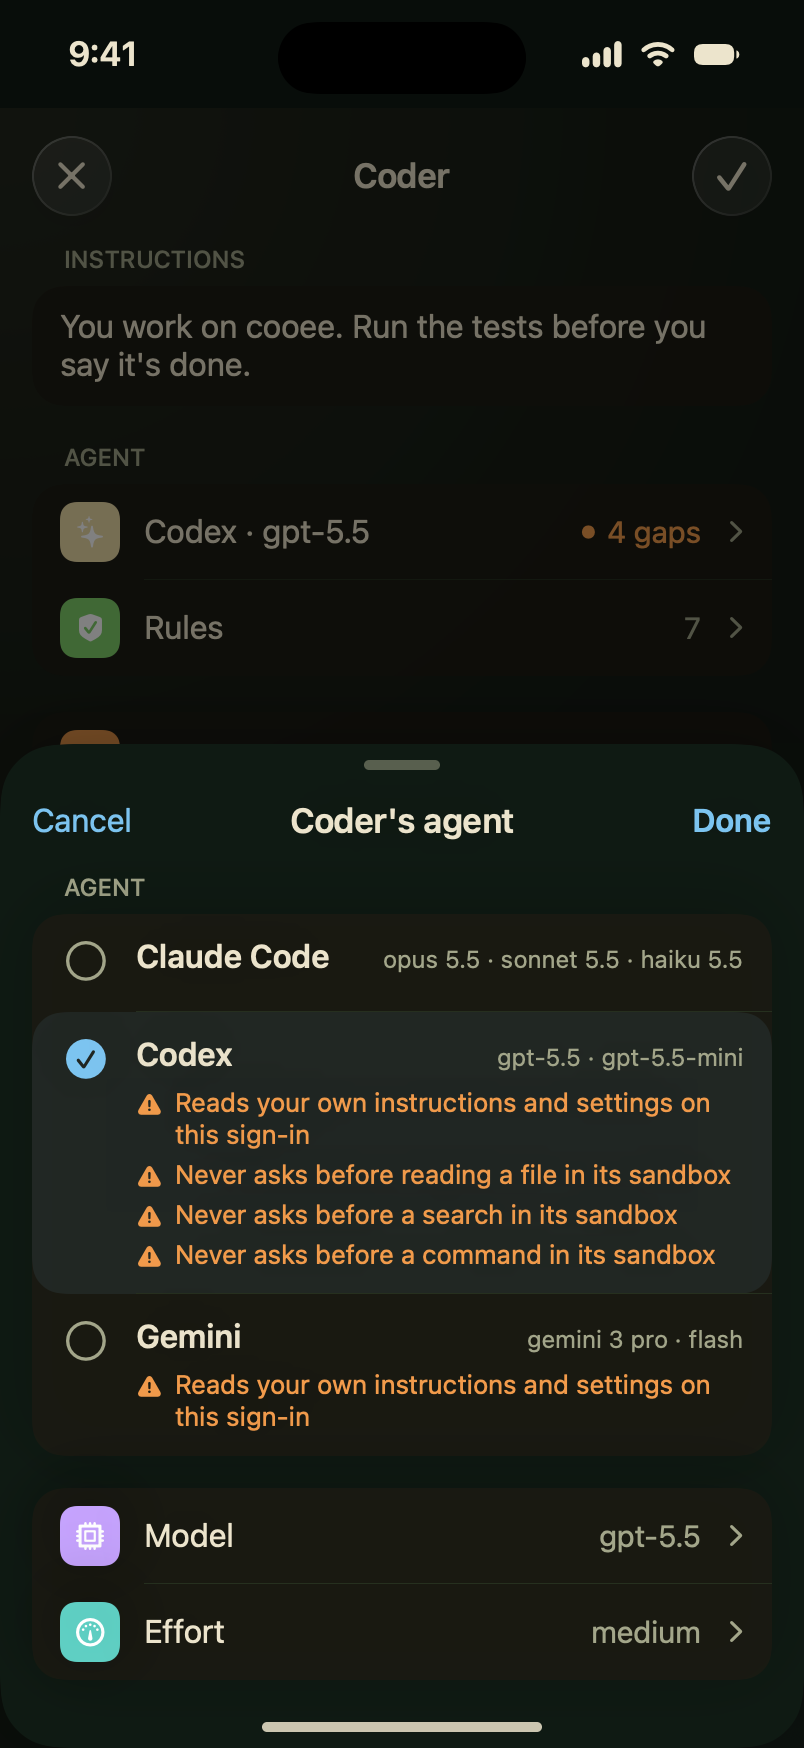 9:41
Coder
INSTRUCTIONS
You work on cooee. Run the tests before you
say it's done.
AGENT
Codex · gpt-5.5
4 gaps
Rules
7
Cancel
Coder's agent
Done
AGENT
Claude Code
opus 5.5 · sonnet 5.5 · haiku 5.5
Codex
gpt-5.5 · gpt-5.5-mini
Reads your own instructions and settings on
this sign-in
Never asks before reading a file in its sandbox
Never asks before a search in its sandbox
Never asks before a command in its sandbox
Gemini
gemini 3 pro · flash
Reads your own instructions and settings on
this sign-in
Model
gpt-5.5
Effort
medium